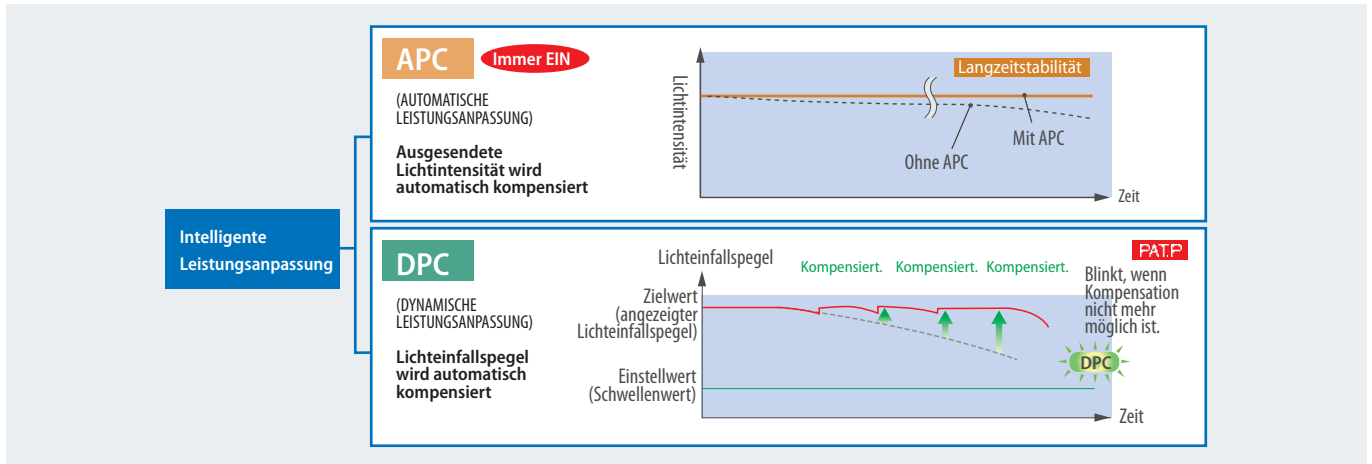 Intelligente
Leistungsanpassung
APC
Immer EIN
(AUTOMATISCHE
LEISTUNGSANPASSUNG)
Ausgesendete
Lichtintensität wird
automatisch kompensiert
Lichtintensität
Langzeitstabilität
Mit APC
Ohne APC
Zeit
DPC
(DYNAMISCHE
LEISTUNGSANPASSUNG)
Lichteinfallspegel
wird automatisch
kompensiert
Lichteinfallspegel
Kompensiert. Kompensiert. Kompensiert.
PAT.P
Zielwert
(angezeigter
Lichteinfallspegel)
Blinkt, wenn
Kompensation
nicht mehr
möglich ist.
DPC
Einstellwert
(Schwellenwert)
Zeit